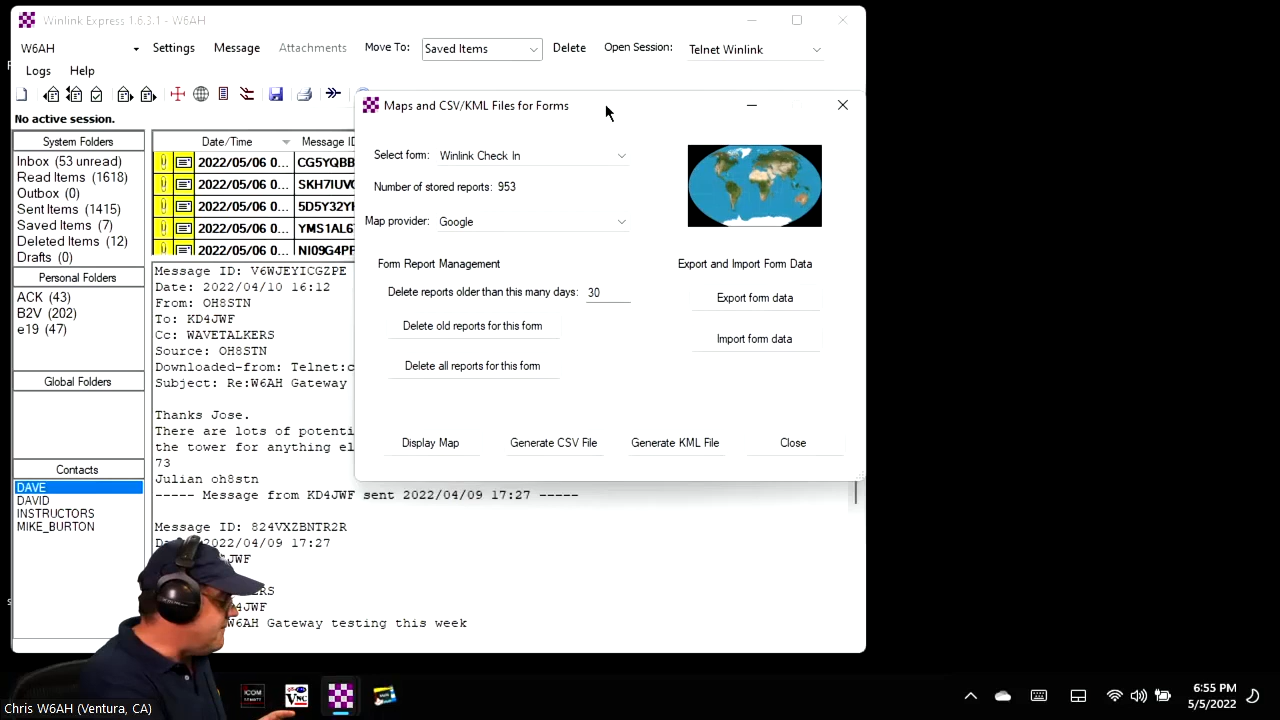 Winlink Express 1.6.3.1 - W6AH
W6AH Settings Message Attachments Move To: Saved Items Delete Open Session: Telnet Winlink
Logs Help
No active session.
System Folders
Inbox (53 unread)
Read Items (1618)
Outbox (0)
Sent Items (1415)
Saved Items (7)
Deleted Items (12)
Drafts (0)
Personal Folders
ACK (43)
B2V (202)
e19 (47)
Global Folders
Contacts
DAVE
DAVID
INSTRUCTORS
MIKE_BURTON
Date/Time Message ID
2022/05/06 0... CG5YQBB
2022/05/06 0...
2022/05/06 0...
2022/05/06 0...
2022/05/06 0...
Message ID: V6WJEYICGZPE
Date: 2022/04/10 16:12
From: OH8STN
To: KD4JWF
Cc: WAVETALKERS
Source: OH8STN
Downloaded-from: Telnet:c
Subject: Re:W6AH Gateway
Thanks Jose.
There are lots of potenti
the tower for anything el
73
Julian oh8stn
----- Message from KD4JWF sent 2022/04/09 17:27 -----
Message ID: 824VXZBNTR2R
2022/04/09 17:27
W6AH Gateway testing this week
Maps and CSV/KML Files for Forms
Select form: Winlink Check In
Number of stored reports: 953
Map provider: Google
Form Report Management
Delete reports older than this many days: 30
Delete old reports for this form
Delete all reports for this form
Export and Import Form Data
Export form data
Import form data
Display Map Generate CSV File Generate KML File Close
Chris W6AH (Ventura, CA)
6:55 PM
5/5/2022